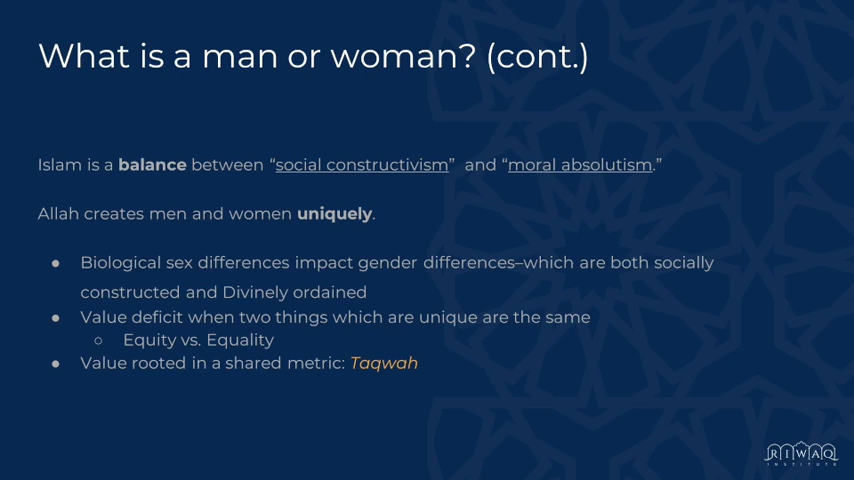 What is a man or woman? (cont.)
Islam is a balance between “social constructivism”  and “moral absolutism.”
Allah creates men and women uniquely.
● Biological sex differences impact gender differences–which are both socially
constructed and Divinely ordained
● Value deficit when two things which are unique are the same
○ Equity vs. Equality
● Value rooted in a shared metric: Taqwah
RIWAQ
INSTITUTE